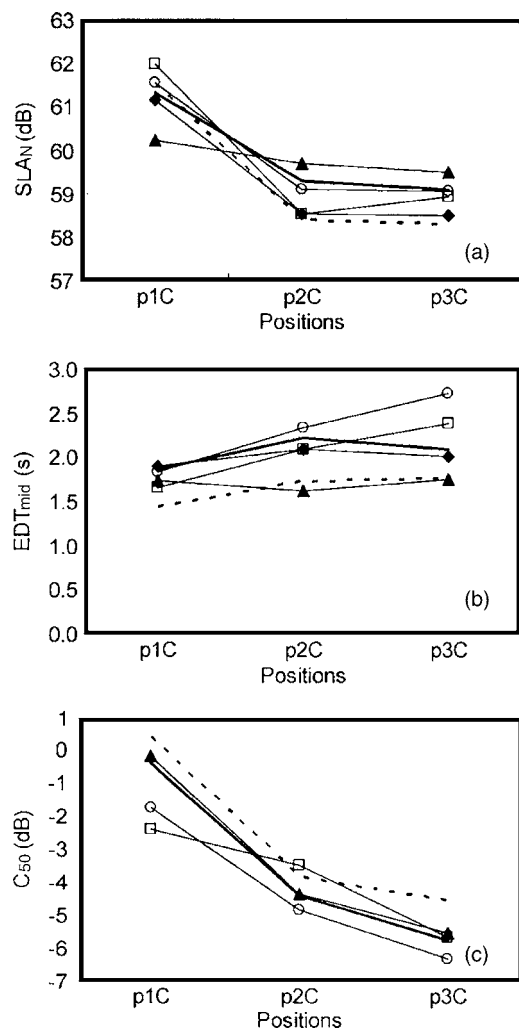 63
62
61
60
59
58
57
SLAN (dB)
(a)
p1C p2C p3C
Positions
3.0
2.5
2.0
1.5
1.0
0.5
0.0
EDTmid (s)
(b)
p1C p2C p3C
Positions
1
0
-1
-2
-3
-4
-5
-6
-7
C50 (dB)
(c)
p1C p2C p3C
Positions